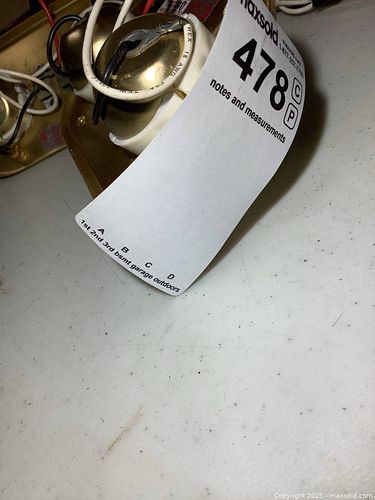 maxsold
478
C
P
notes and measurements
A B C D
1st 2nd 3rd bsmt garage outdoors
Copyright 2025 - maxsold.com